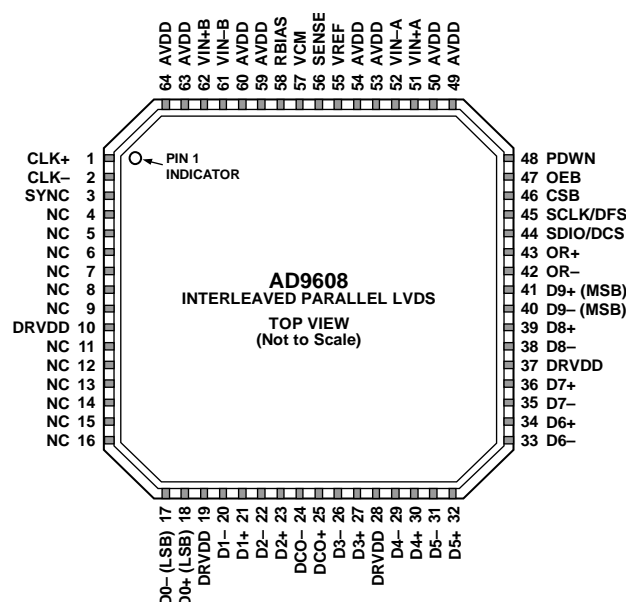 64 AVDD
63 AVDD
62 VIN+B
61 VIN–B
60 AVDD
59 AVDD
58 RBIAS
57 VCM
56 SENSE
55 VREF
54 AVDD
53 AVDD
52 VIN–A
51 VIN+A
50 AVDD
49 AVDD
CLK+ 1
CLK– 2
SYNC 3
NC 4
NC 5
NC 6
NC 7
NC 8
NC 9
DRVDD 10
NC 11
NC 12
NC 13
NC 14
NC 15
NC 16
PIN 1
INDICATOR
AD9608
INTERLEAVED PARALLEL LVDS
TOP VIEW
(Not to Scale)
48 PDWN
47 OEB
46 CSB
45 SCLK/DFS
44 SDIO/DCS
43 OR+
42 OR–
41 D9+ (MSB)
40 D9– (MSB)
39 D8+
38 D8–
37 DRVDD
36 D7+
35 D7–
34 D6+
33 D6–
D0– (LSB) 17
D0+ (LSB) 18
DRVDD 19
D1– 20
D1+ 21
D2– 22
D2+ 23
DCO– 24
DCO+ 25
D3– 26
D3+ 27
DRVDD 28
D4– 29
D4+ 30
D5– 31
D5+ 32